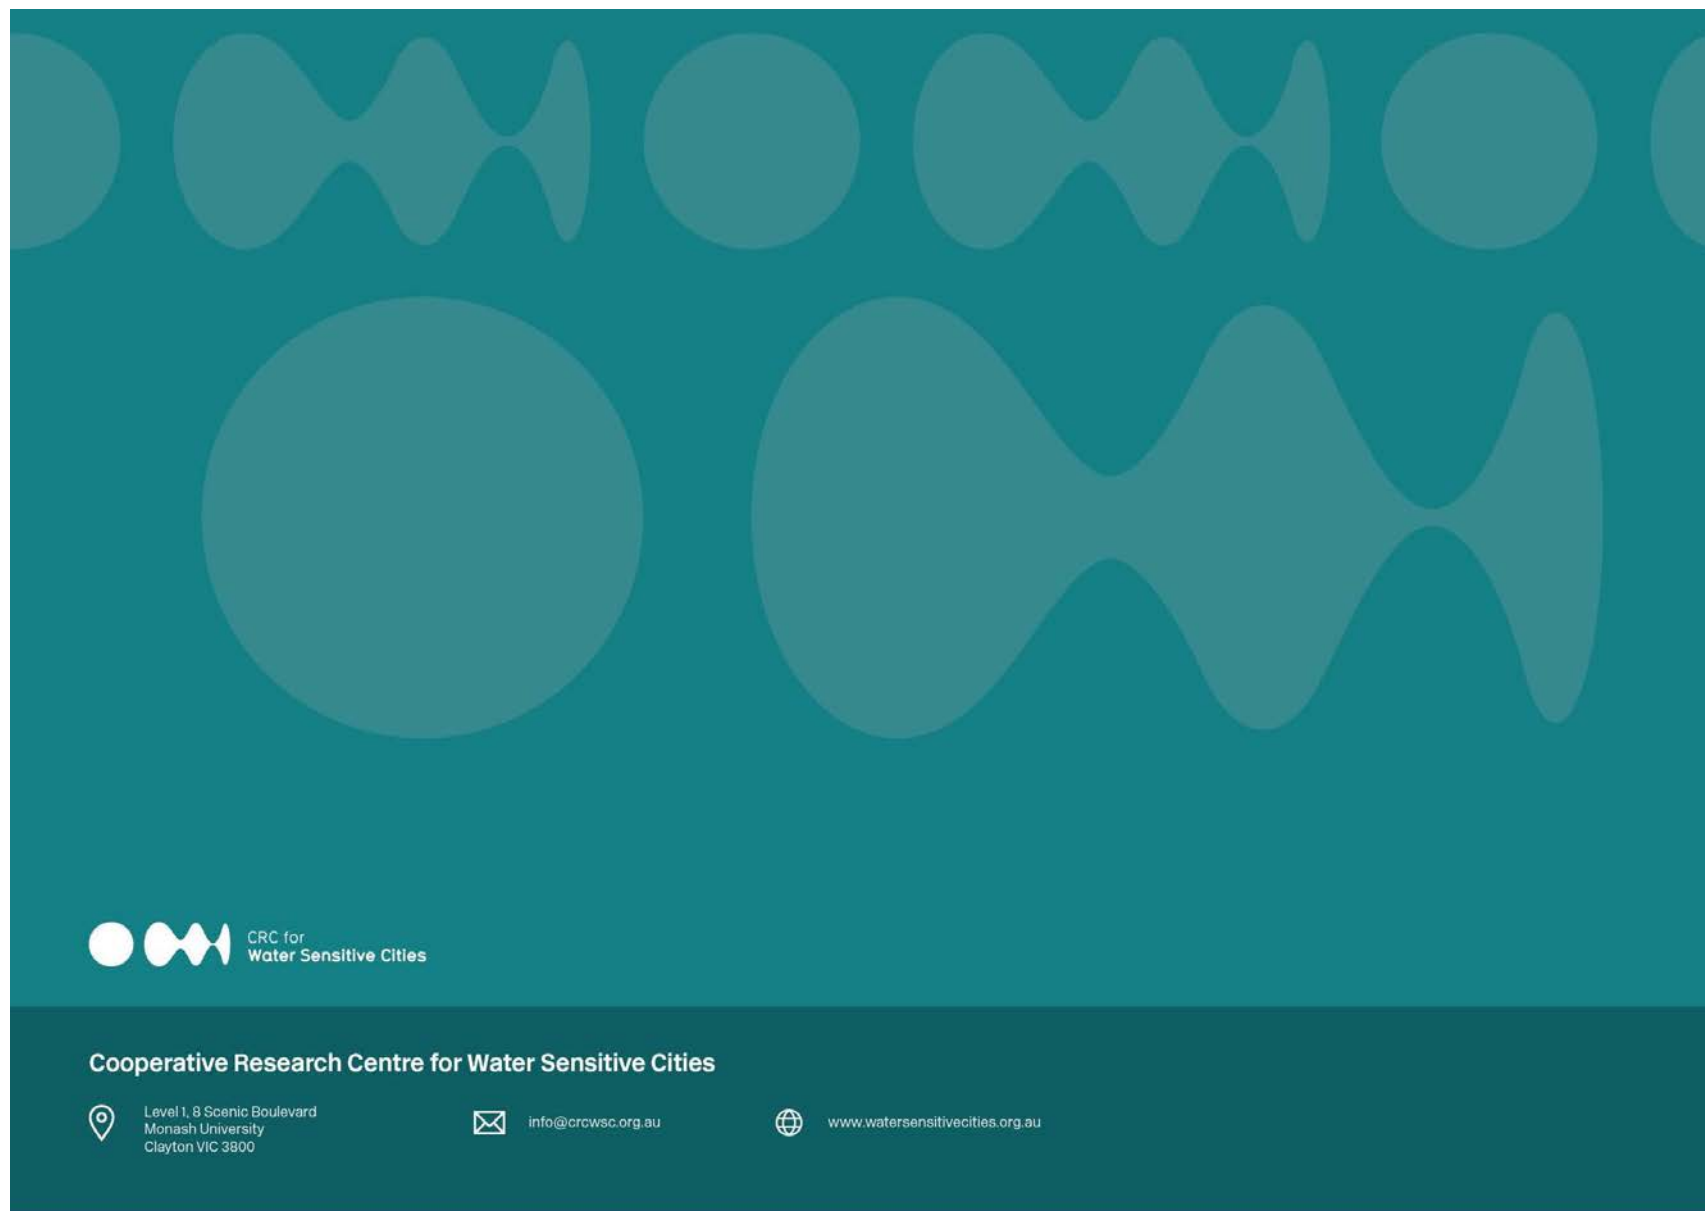 CRC for
Water Sensitive Cities
Cooperative Research Centre for Water Sensitive Cities
Level 1, 8 Scenic Boulevard
Monash University
Clayton VIC 3800
info@crcwsc.org.au
www.watersensitivecities.org.au